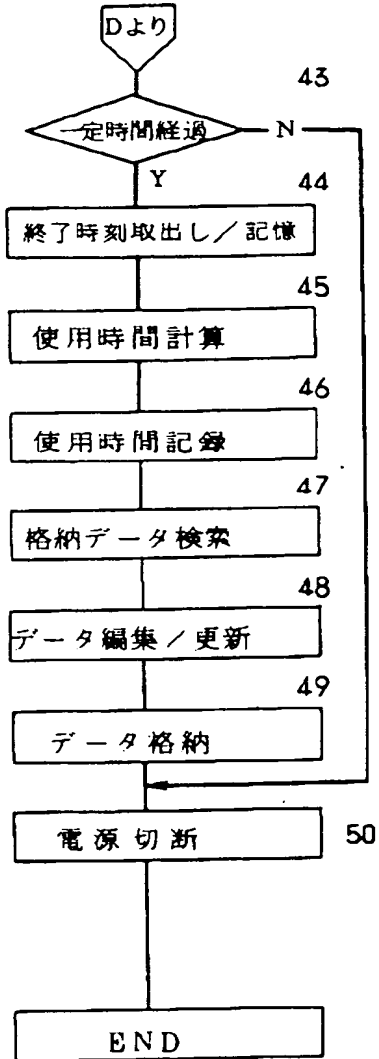 Dより
43
一定時間経過
N
Y
44
終了時刻取出し／記憶
45
使用時間計算
46
使用時間記録
47
格納データ検索
48
データ編集／更新
49
データ格納
電源切断
50
END